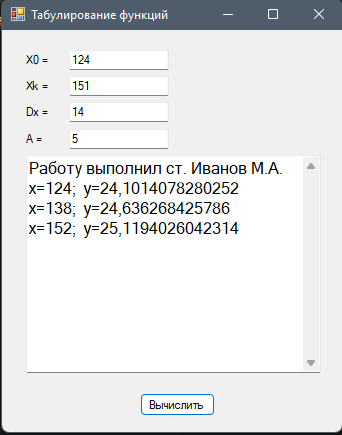 Табулирование функций
X0 = 124
Xk = 151
Dx = 14
A = 5
Работу выполнил ст. Иванов М.А.
x=124; y=24,1014078280252
x=138; y=24,636268425786
x=152; y=25,1194026042314
Вычислить